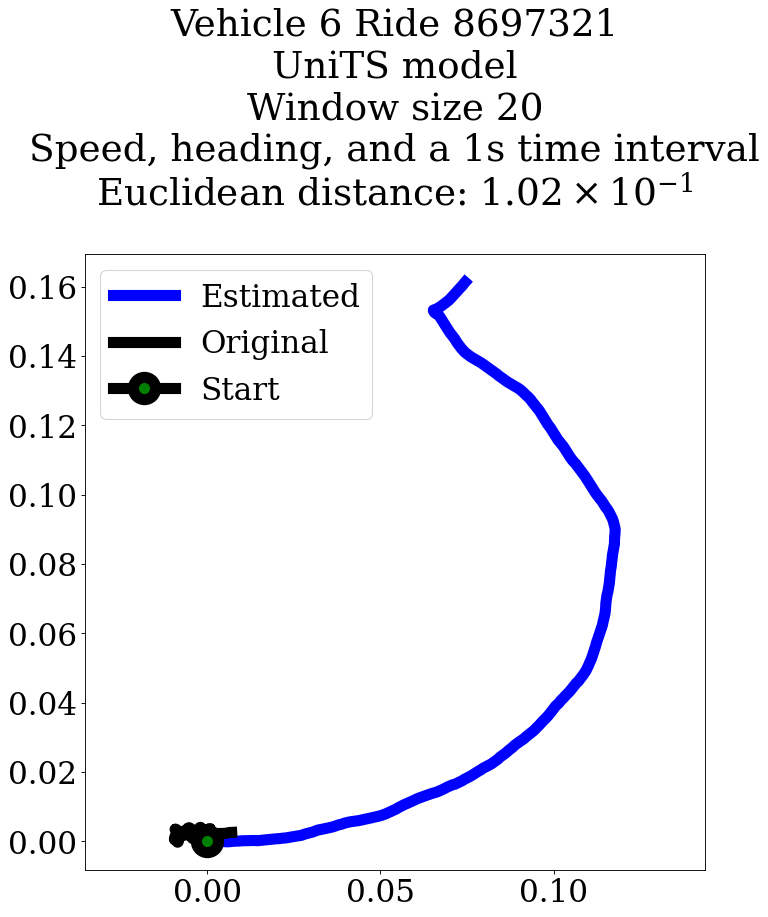 Vehicle 6 Ride 8697321
UniTS model
Window size 20
Speed, heading, and a 1s time interval
Euclidean distance: 1.02 × 10⁻¹
Estimated
Original
Start
0.16
0.14
0.12
0.10
0.08
0.06
0.04
0.02
0.00
0.00 0.05 0.10